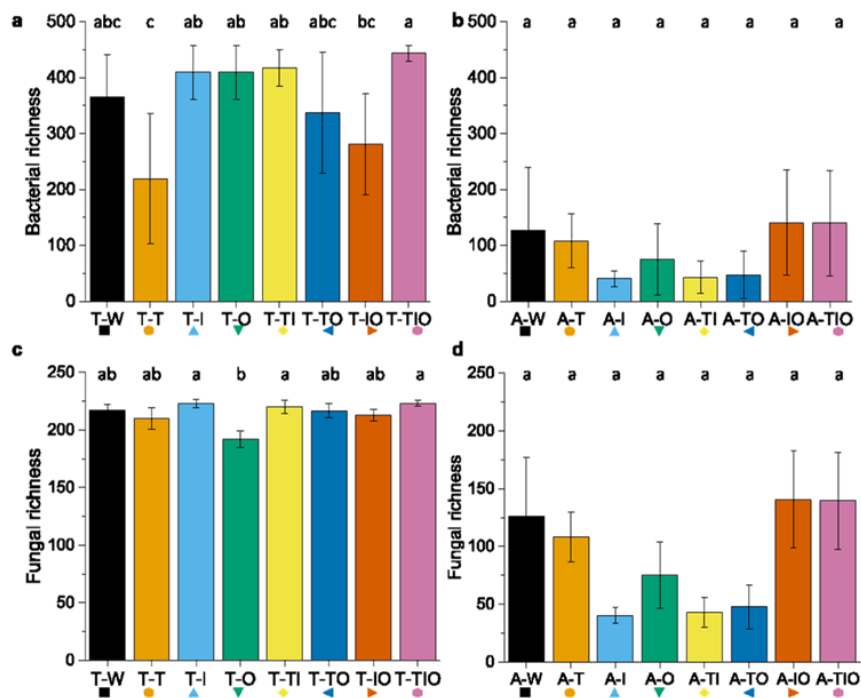 a
abc c ab ab ab abc bc a
500
400
300
200
100
0
Bacterial richness
T-W T-T T-I T-O T-TI T-TO T-IO T-TIO
b
a a a a a a a a
500
400
300
200
100
0
Bacterial richness
A-W A-T A-I A-O A-TI A-TO A-IO A-TIO
c
ab ab a b a ab ab a
250
200
150
100
50
0
Fungal richness
T-W T-T T-I T-O T-TI T-TO T-IO T-TIO
d
a a a a a a a a
250
200
150
100
50
0
Fungal richness
A-W A-T A-I A-O A-TI A-TO A-IO A-TIO